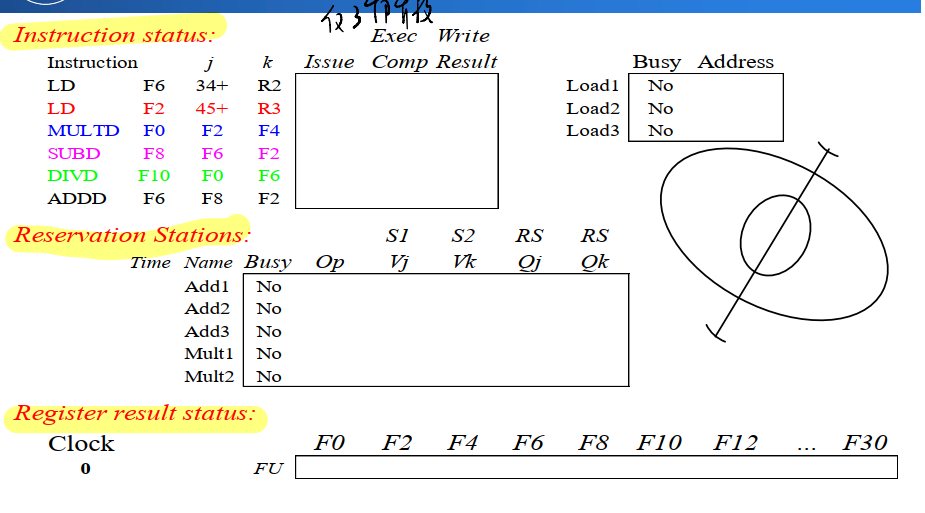 仅3个阶段
Instruction status: Exec Write
Instruction j k Issue Comp Result Busy Address
LD F6 34+ R2 Load1 No
LD F2 45+ R3 Load2 No
MULTD F0 F2 F4 Load3 No
SUBD F8 F6 F2
DIVD F10 F0 F6
ADDD F6 F8 F2
Reservation Stations: S1 S2 RS RS
Time Name Busy Op Vj Vk Qj Qk
Add1 No
Add2 No
Add3 No
Mult1 No
Mult2 No
Register result status:
Clock F0 F2 F4 F6 F8 F10 F12 ... F30
0 FU